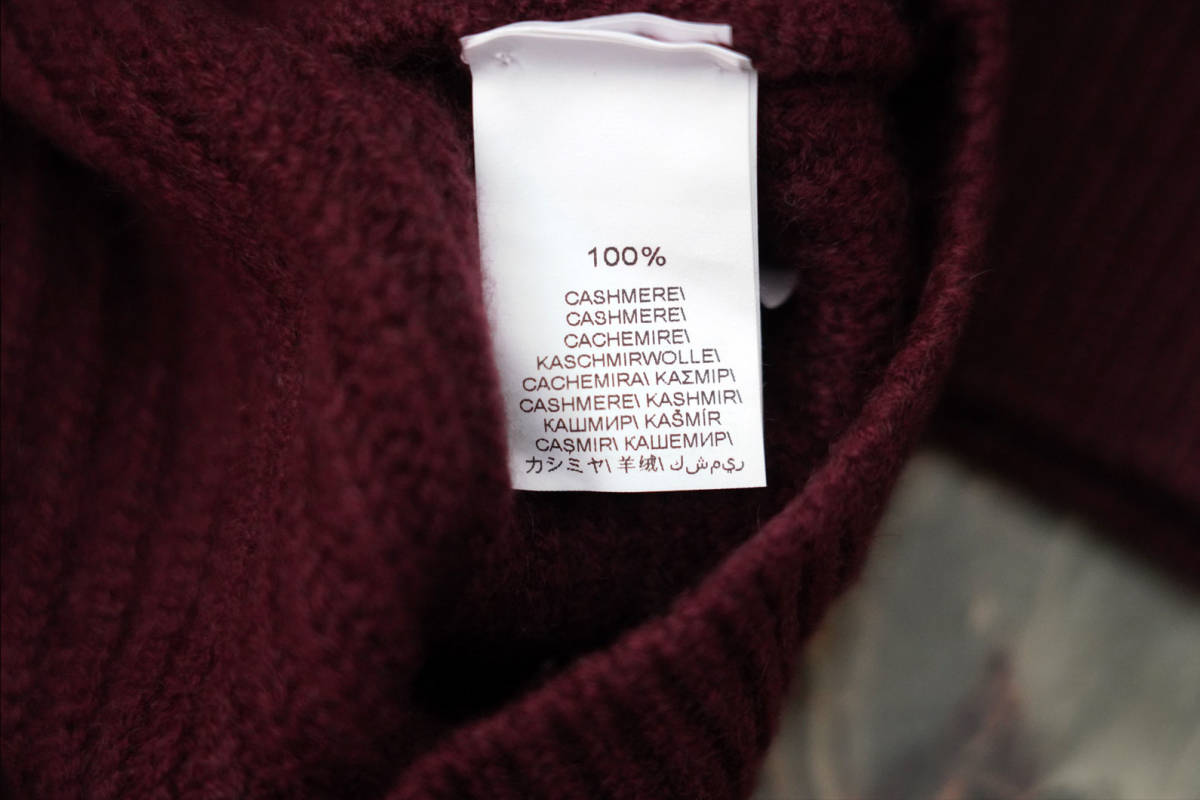 100%
CASHMERE\
CASHMERE\
CACHEMIRE\
KASCHMIRWOLLE\
CACHEMIRA\ ΚΑΣΜΙΡ\
CASHMERE\ KASHMIR\
КАШМИР\ KAŠMÍR
CAŞMIR\ КАШЕМИР\
カシミヤ\ 羊绒\ ك ش م ي ر